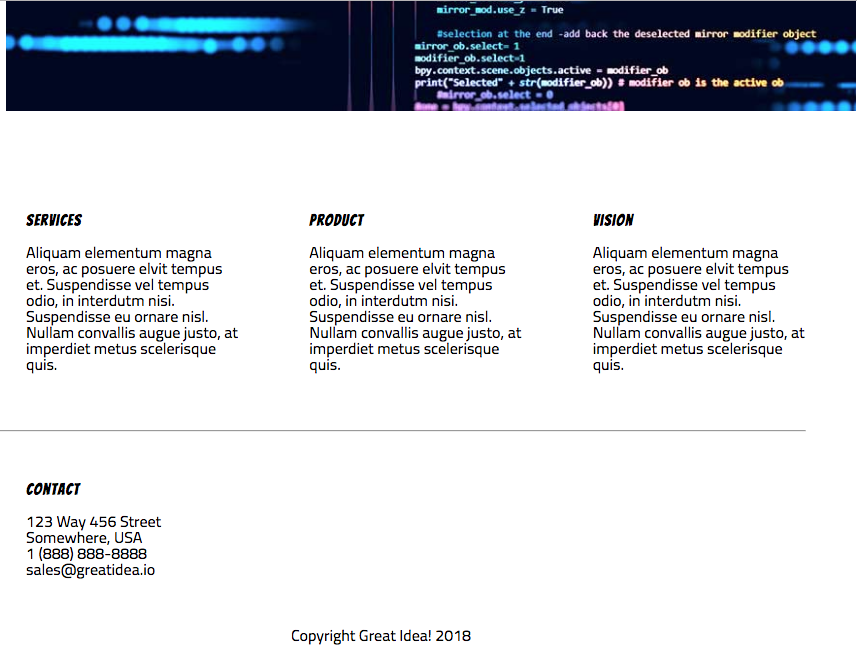 mirror_mod.use_z = True
#selection at the end -add back the deselected mirror modifier object
mirror_ob.select= 1
modifier_ob.select=1
bpy.context.scene.objects.active = modifier_ob
print("Selected" + str(modifier_ob)) # modifier ob is the active ob
#mirror_ob.select = 0
#one = bpy.context.selected_objects[0]
SERVICES
Aliquam elementum magna
eros, ac posuere elvit tempus
et. Suspendisse vel tempus
odio, in interdutm nisi.
Suspendisse eu ornare nisl.
Nullam convallis augue justo, at
imperdiet metus scelerisque
quis.
PRODUCT
Aliquam elementum magna
eros, ac posuere elvit tempus
et. Suspendisse vel tempus
odio, in interdutm nisi.
Suspendisse eu ornare nisl.
Nullam convallis augue justo, at
imperdiet metus scelerisque
quis.
VISION
Aliquam elementum magna
eros, ac posuere elvit tempus
et. Suspendisse vel tempus
odio, in interdutm nisi.
Suspendisse eu ornare nisl.
Nullam convallis augue justo, at
imperdiet metus scelerisque
quis.
CONTACT
123 Way 456 Street
Somewhere, USA
1 (888) 888-8888
sales@greatidea.io
Copyright Great Idea! 2018